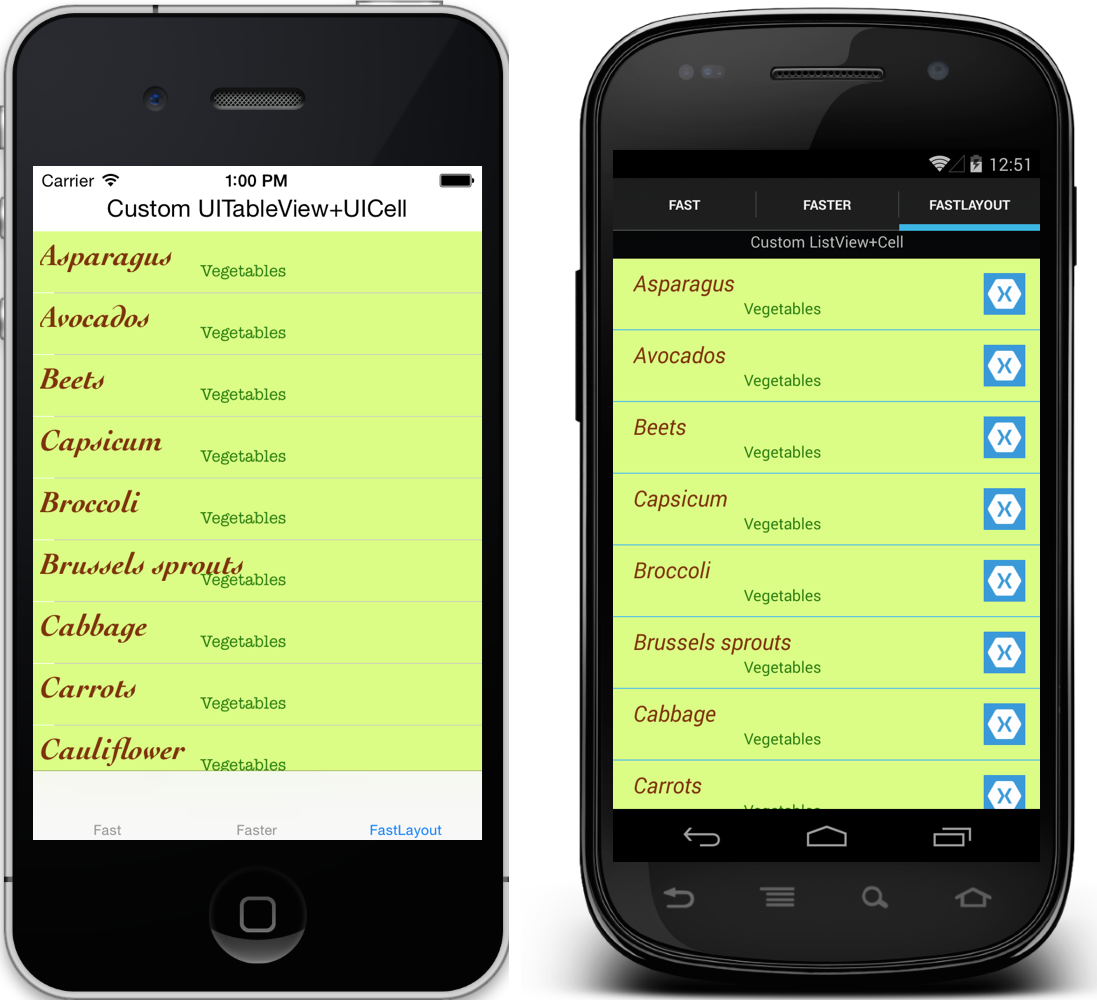 Carrier 1:00 PM
Custom UITableView+UICell
Asparagus
Vegetables
Avocados
Vegetables
Beets
Vegetables
Capsicum
Vegetables
Broccoli
Vegetables
Brussels sprouts
Vegetables
Cabbage
Vegetables
Carrots
Vegetables
Cauliflower
Vegetables
Fast Faster FastLayout
12:51
FAST FASTER FASTLAYOUT
Custom ListView+Cell
Asparagus
Vegetables
Avocados
Vegetables
Beets
Vegetables
Capsicum
Vegetables
Broccoli
Vegetables
Brussels sprouts
Vegetables
Cabbage
Vegetables
Carrots
Vegetables